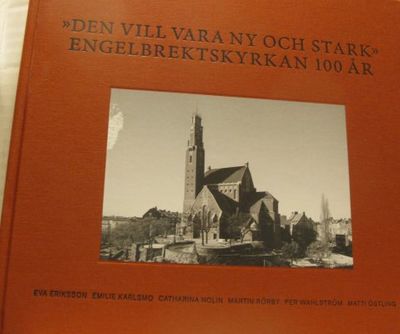 »DEN VILL VARA NY OCH STARK»
ENGELBREKTSKYRKAN 100 ÅR
EVA ERIKSSON EMILIE KARLSMO CATHARINA NOLIN MARTIN RÖRBY PER WAHLSTRÖM MATTI ÖSTLING